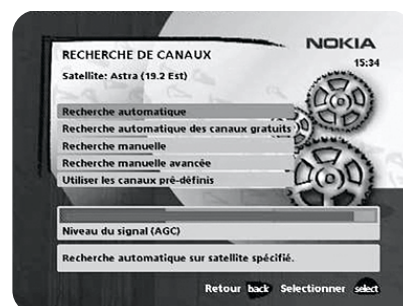 NOKIA
RECHERCHE DE CANAUX
15:34
Satellite: Astra (19.2 Est)
Recherche automatique
Recherche automatique des canaux gratuits
Recherche manuelle
Recherche manuelle avancée
Utiliser les canaux pré-définis
Niveau du signal (AGC)
Recherche automatique sur satellite spécifié.
Retour back Selectionner select